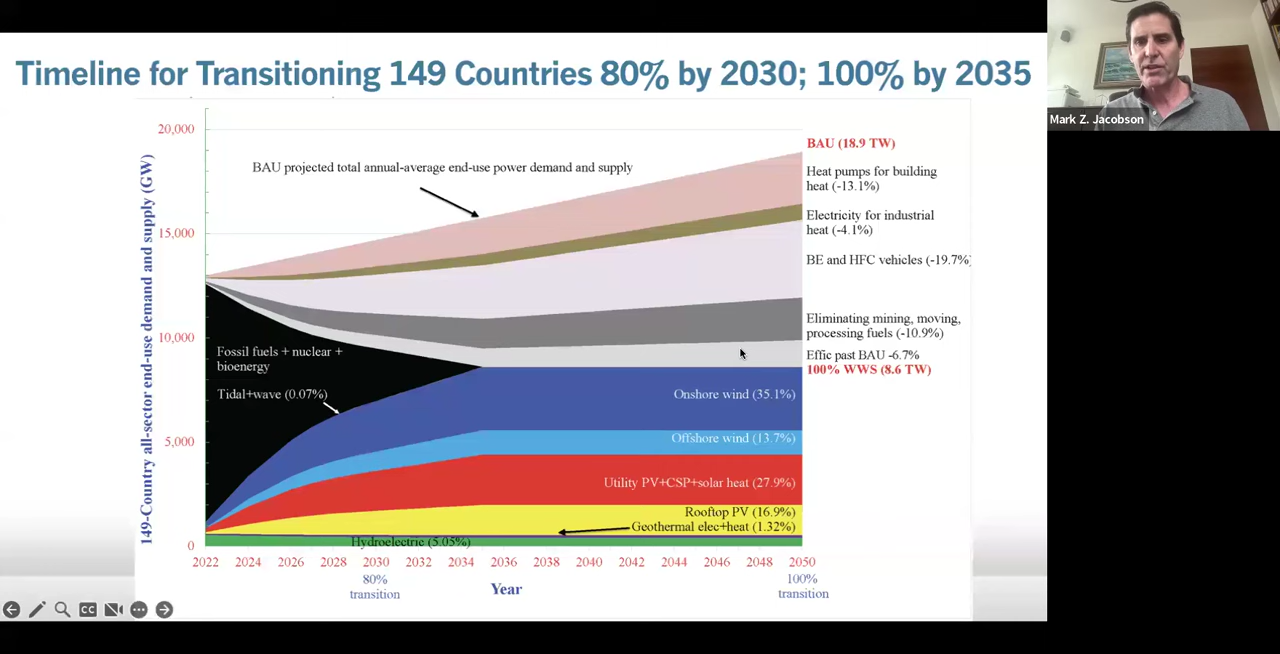 Timeline for Transitioning 149 Countries 80% by 2030; 100% by 2035
Mark Z. Jacobson
149-Country all-sector end-use demand and supply (GW)
20,000
15,000
10,000
5,000
0
BAU projected total annual-average end-use power demand and supply
Fossil fuels + nuclear +
bioenergy
Tidal+wave (0.07%)
Onshore wind (35.1%)
Offshore wind (13.7%)
Utility PV+CSP+solar heat (27.9%)
Rooftop PV (16.9%)
Geothermal elec+heat (1.32%)
Hydroelectric (5.05%)
BAU (18.9 TW)
Heat pumps for building
heat (-13.1%)
Electricity for industrial
heat (-4.1%)
BE and HFC vehicles (-19.7%)
Eliminating mining, moving,
processing fuels (-10.9%)
Effic past BAU -6.7%
100% WWS (8.6 TW)
2022 2024 2026 2028 2030 2032 2034 2036 2038 2040 2042 2044 2046 2048 2050
80%
transition
Year
100%
transition
CC